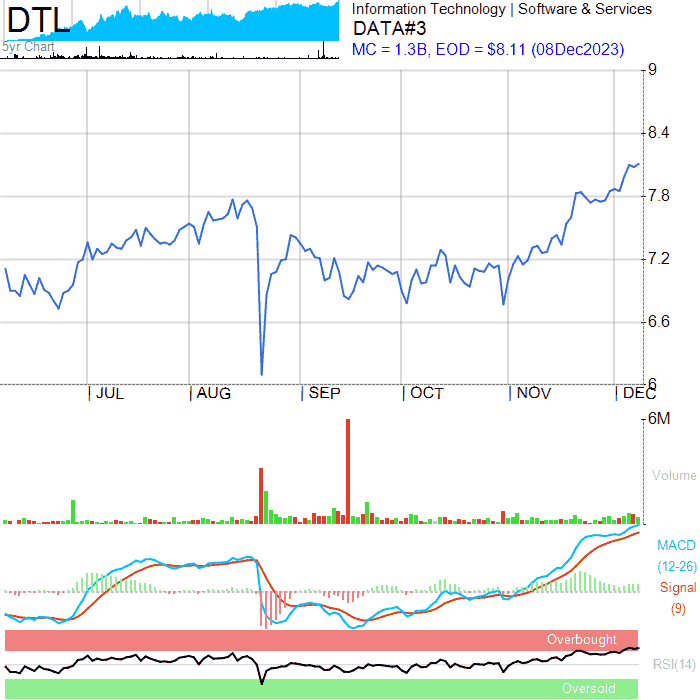 DTL
5yr Chart
Information Technology | Software & Services
DATA#3
MC = 1.3B, EOD = $8.11 (08Dec2023)
9
8.4
7.8
7.2
6.6
6
JUL AUG SEP OCT NOV DEC
6M
Volume
MACD
(12-26)
Signal
(9)
Overbought
RSI(14)
Oversold